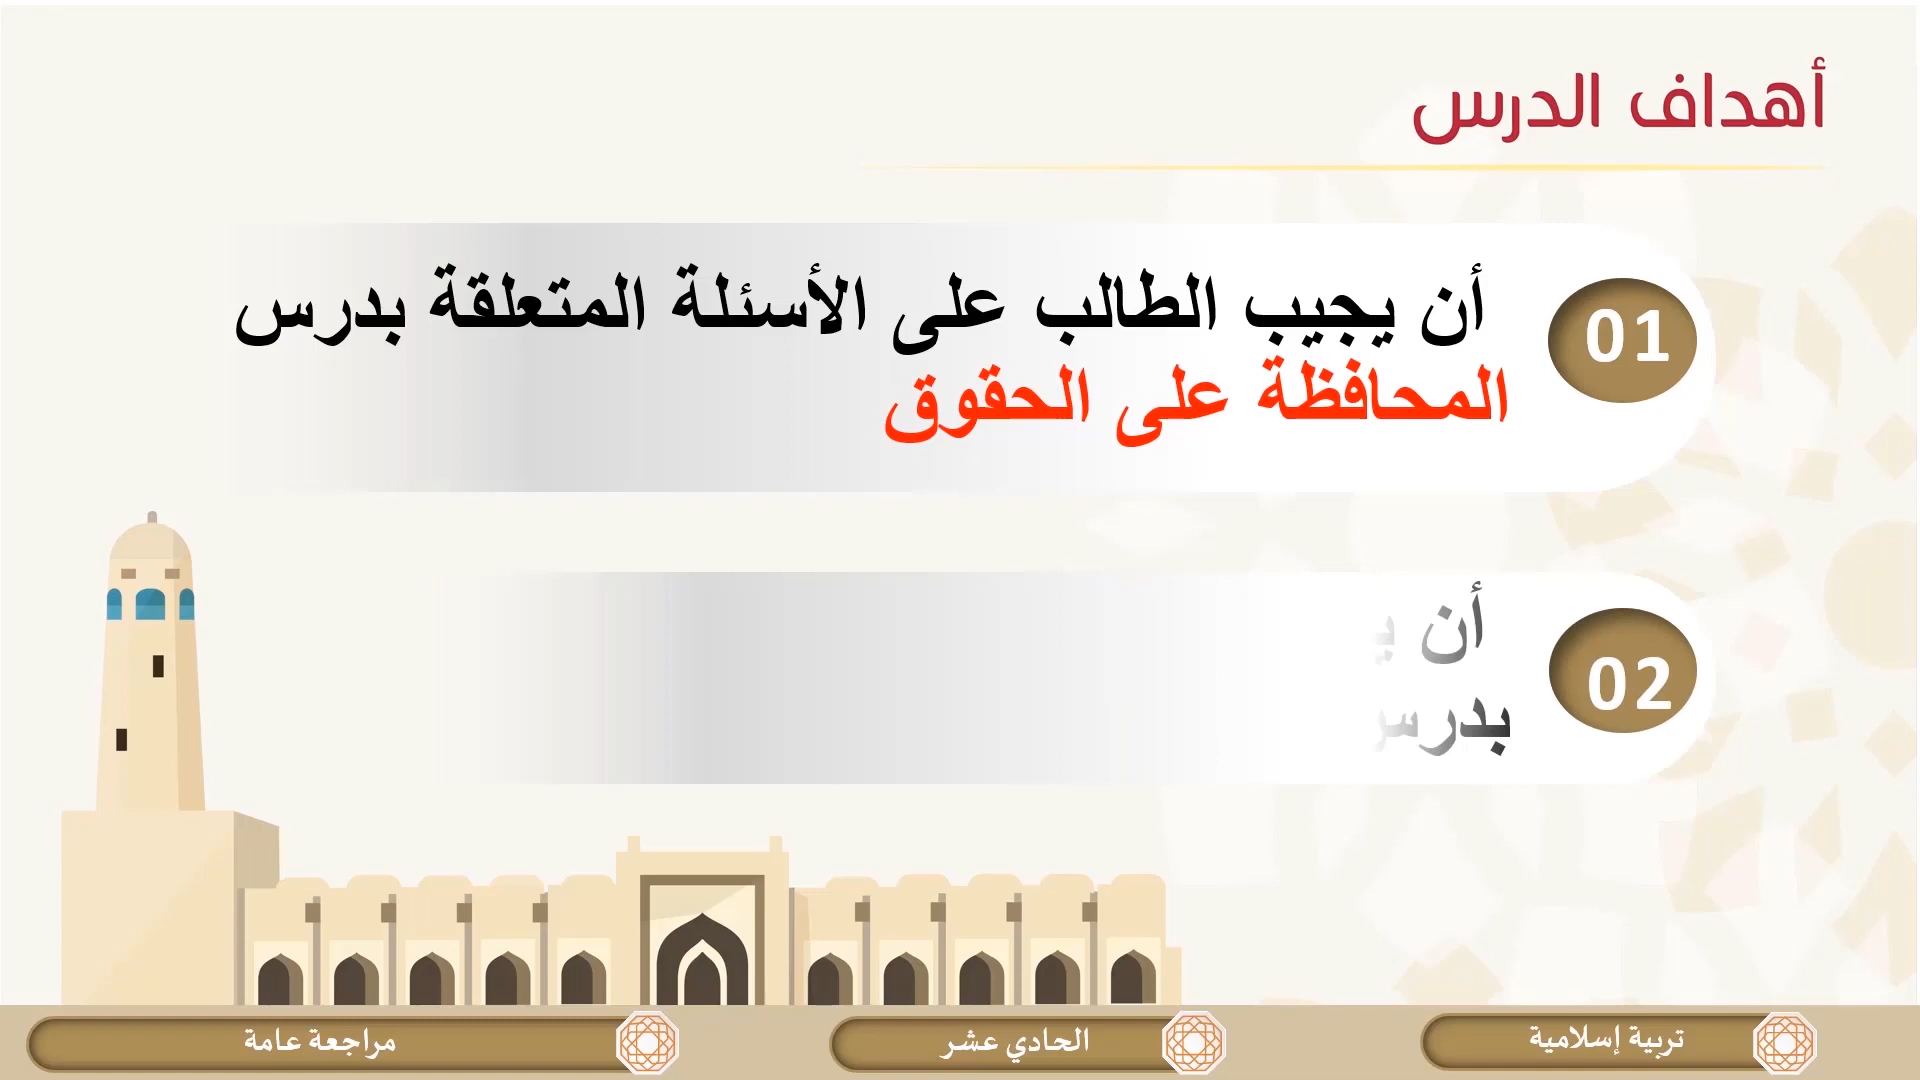 أهداف الدرس
01
أن يجيب الطالب على الأسئلة المتعلقة بدرس
المحافظة على الحقوق
02
أن
تربية إسلامية
الحادي عشر
مراجعة عامة